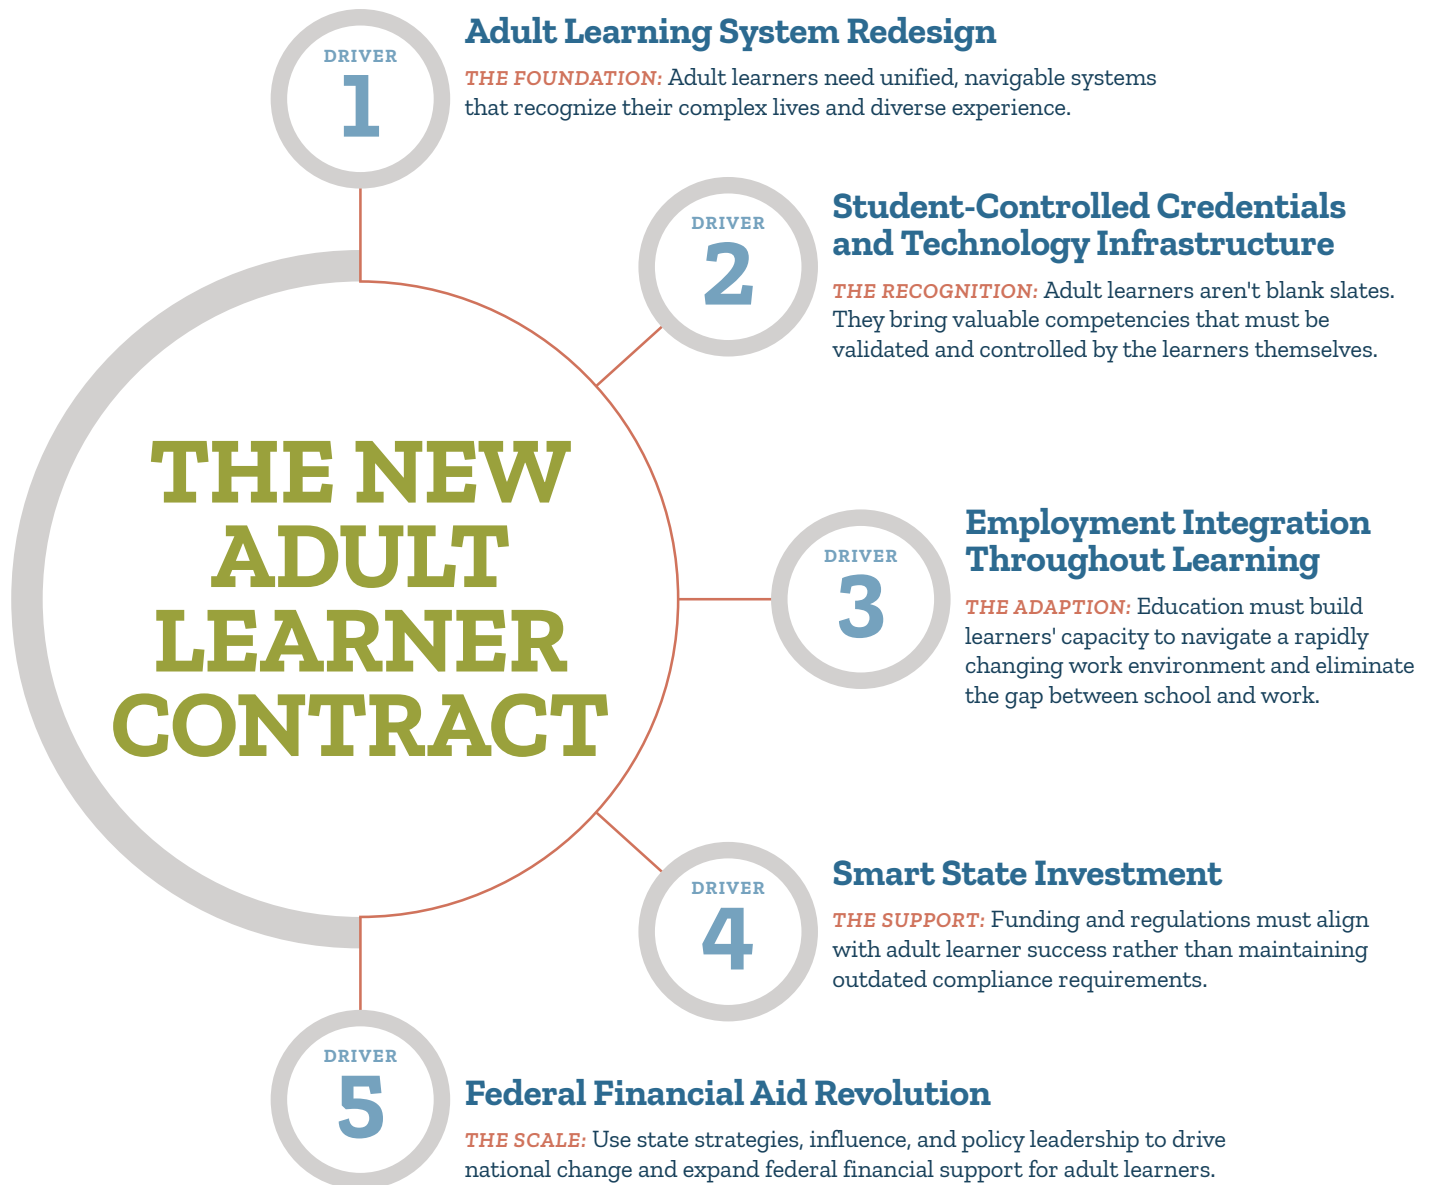 DRIVER
1
Adult Learning System Redesign
THE FOUNDATION: Adult learners need unified, navigable systems
that recognize their complex lives and diverse experience.
DRIVER
2
Student-Controlled Credentials
and Technology Infrastructure
THE RECOGNITION: Adult learners aren't blank slates.
They bring valuable competencies that must be
validated and controlled by the learners themselves.
THE NEW
ADULT
LEARNER
CONTRACT
DRIVER
3
Employment Integration
Throughout Learning
THE ADAPTION: Education must build
learners' capacity to navigate a rapidly
changing work environment and eliminate
the gap between school and work.
DRIVER
4
Smart State Investment
THE SUPPORT: Funding and regulations must align
with adult learner success rather than maintaining
outdated compliance requirements.
DRIVER
5
Federal Financial Aid Revolution
THE SCALE: Use state strategies, influence, and policy leadership to drive
national change and expand federal financial support for adult learners.